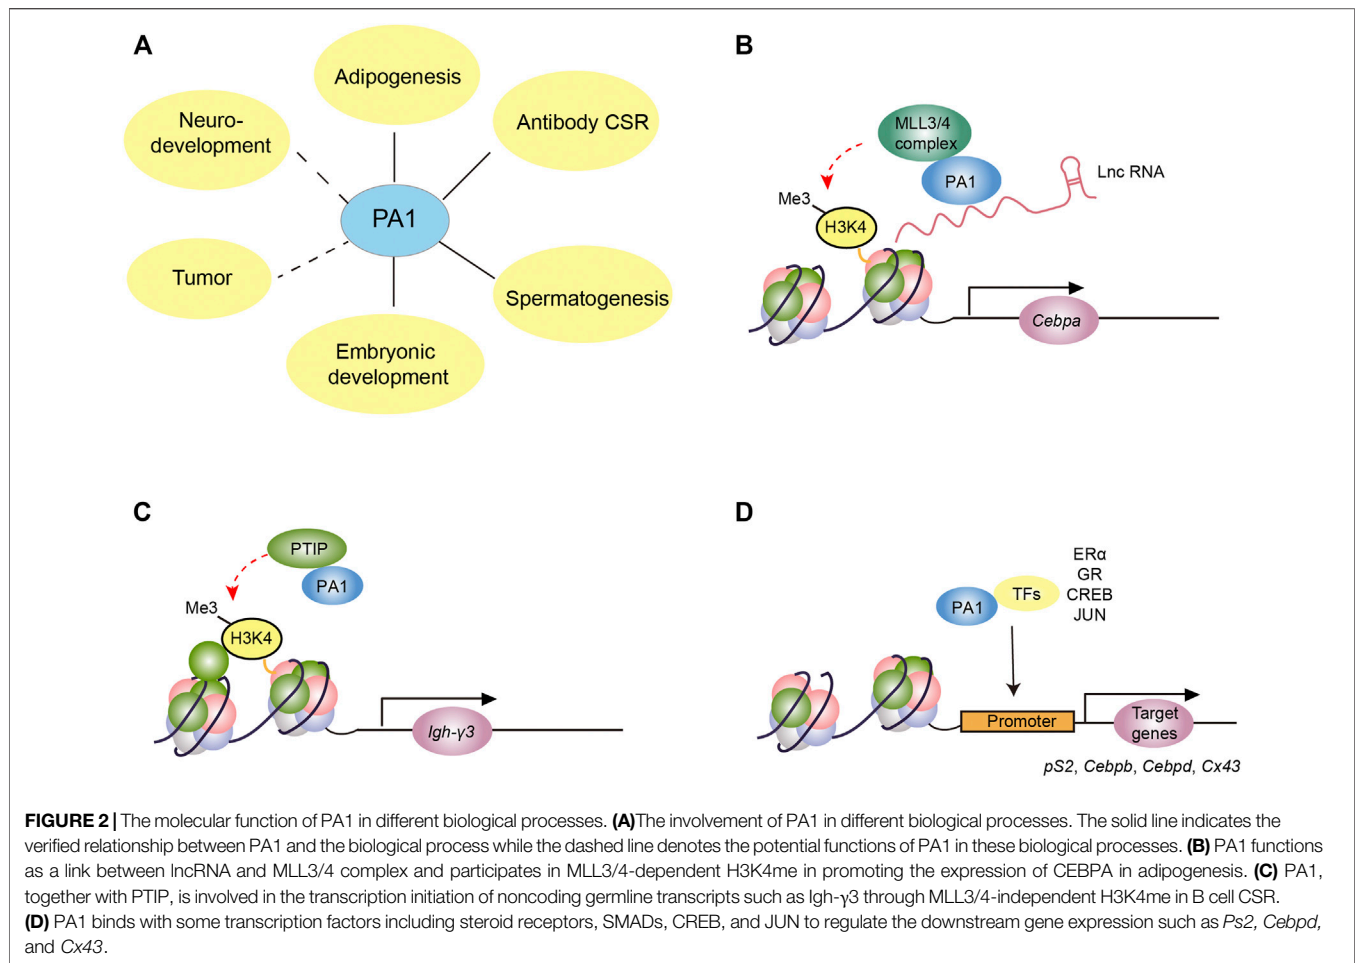 A
Adipogenesis
Neuro-
development
Antibody CSR
PA1
Tumor
Spermatogenesis
Embryonic
development
B
MLL3/4
complex
PA1
Lnc RNA
Me3
H3K4
Cebpa
C
PTIP
PA1
Me3
H3K4
Igh-γ3
D
ERα
GR
CREB
JUN
PA1
TFs
Promoter
Target
genes
pS2, Cebpb, Cebpd, Cx43
FIGURE 2 | The molecular function of PA1 in different biological processes. (A)The involvement of PA1 in different biological processes. The solid line indicates the
verified relationship between PA1 and the biological process while the dashed line denotes the potential functions of PA1 in these biological processes. (B) PA1 functions
as a link between lncRNA and MLL3/4 complex and participates in MLL3/4-dependent H3K4me in promoting the expression of CEBPA in adipogenesis. (C) PA1,
together with PTIP, is involved in the transcription initiation of noncoding germline transcripts such as Igh-γ3 through MLL3/4-independent H3K4me in B cell CSR.
(D) PA1 binds with some transcription factors including steroid receptors, SMADs, CREB, and JUN to regulate the downstream gene expression such as Ps2, Cebpd,
and Cx43.